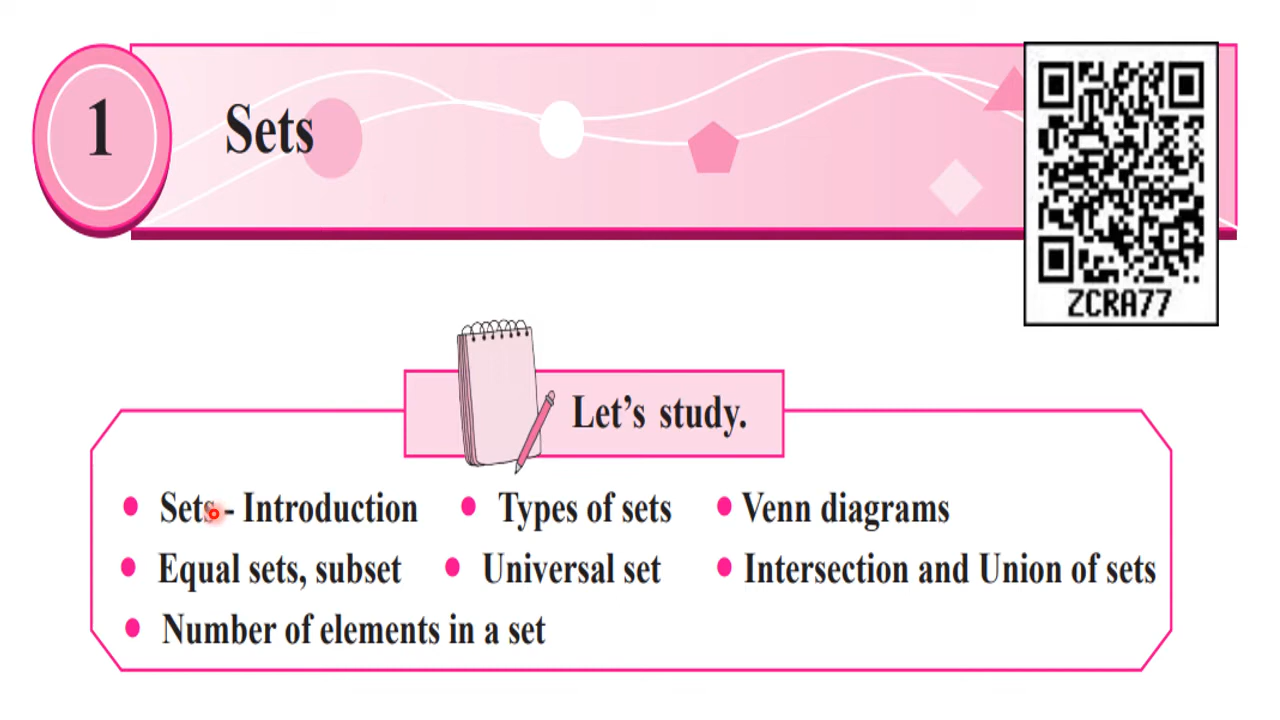 1 Sets
ZCRA77
Let’s study.
• Sets - Introduction • Types of sets • Venn diagrams
• Equal sets, subset • Universal set • Intersection and Union of sets
• Number of elements in a set